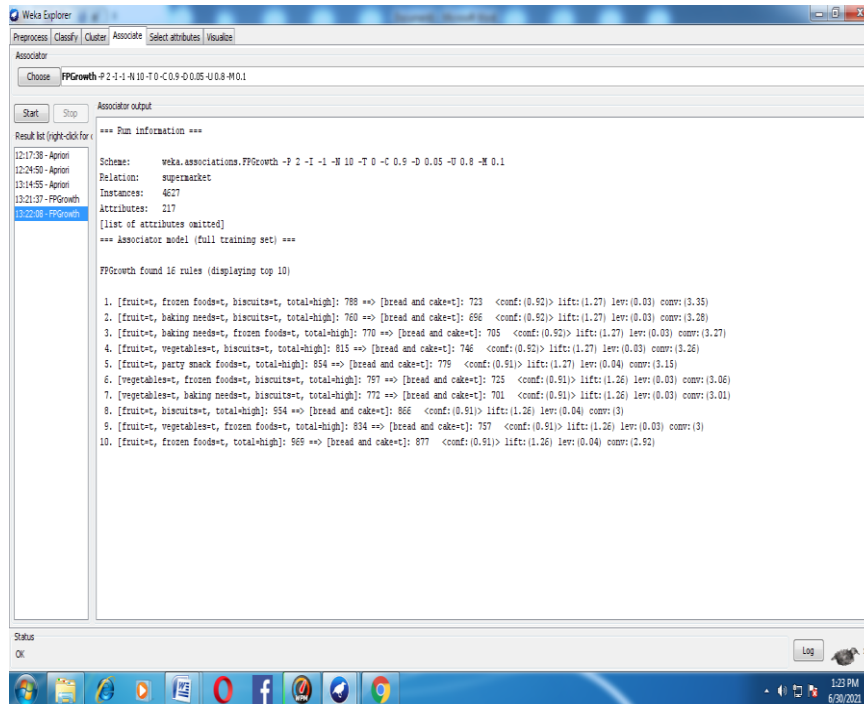 Weka Explorer
Preprocess Classify Cluster Associate Select attributes Visualize
Associator
Choose FPGrowth -P 2 -I -1 -N 10 -T 0 -C 0.9 -D 0.05 -U 0.8 -M 0.1
Start Stop
Result list (right-click for
12:17:38 - Apriori
12:24:50 - Apriori
13:14:55 - Apriori
13:21:37 - FPGrowth
13:22:08 - FPGrowth
Associator output
=== Run information ===
Scheme: weka.associations.FPGrowth -P 2 -I -1 -N 10 -T 0 -C 0.9 -D 0.05 -U 0.8 -M 0.1
Relation: supermarket
Instances: 4627
Attributes: 217
[list of attributes omitted]
=== Associator model (full training set) ===
FPGrowth found 16 rules (displaying top 10)
1. [fruit=t, frozen foods=t, biscuits=t, total=high]: 788 ==> [bread and cake=t]: 723 <conf:(0.92)> lift:(1.27) lev:(0.03) conv:(3.35)
2. [fruit=t, baking needs=t, biscuits=t, total=high]: 760 ==> [bread and cake=t]: 696 <conf:(0.92)> lift:(1.27) lev:(0.03) conv:(3.28)
3. [fruit=t, baking needs=t, frozen foods=t, total=high]: 770 ==> [bread and cake=t]: 705 <conf:(0.92)> lift:(1.27) lev:(0.03) conv:(3.27)
4. [fruit=t, vegetables=t, biscuits=t, total=high]: 815 ==> [bread and cake=t]: 746 <conf:(0.92)> lift:(1.27) lev:(0.03) conv:(3.26)
5. [fruit=t, party snack foods=t, total=high]: 854 ==> [bread and cake=t]: 779 <conf:(0.91)> lift:(1.27) lev:(0.04) conv:(3.15)
6. [vegetables=t, frozen foods=t, biscuits=t, total=high]: 797 ==> [bread and cake=t]: 725 <conf:(0.91)> lift:(1.26) lev:(0.03) conv:(3.06)
7. [vegetables=t, baking needs=t, biscuits=t, total=high]: 772 ==> [bread and cake=t]: 701 <conf:(0.91)> lift:(1.26) lev:(0.03) conv:(3.01)
8. [fruit=t, biscuits=t, total=high]: 954 ==> [bread and cake=t]: 866 <conf:(0.91)> lift:(1.26) lev:(0.04) conv:(3)
9. [fruit=t, vegetables=t, frozen foods=t, total=high]: 834 ==> [bread and cake=t]: 757 <conf:(0.91)> lift:(1.26) lev:(0.03) conv:(3)
10. [fruit=t, frozen foods=t, total=high]: 969 ==> [bread and cake=t]: 877 <conf:(0.91)> lift:(1.26) lev:(0.04) conv:(2.92)
Status
OK
Log
1:23 PM
6/30/2021